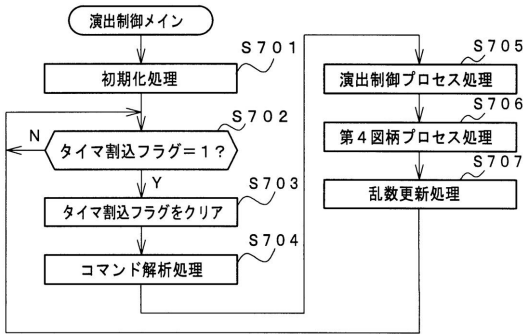 演出制御メイン
S701
初期化処理
S702
N
タイマ割込フラグ=1?
Y
S703
タイマ割込フラグをクリア
S704
コマンド解析処理
S705
演出制御プロセス処理
S706
第4図柄プロセス処理
S707
乱数更新処理